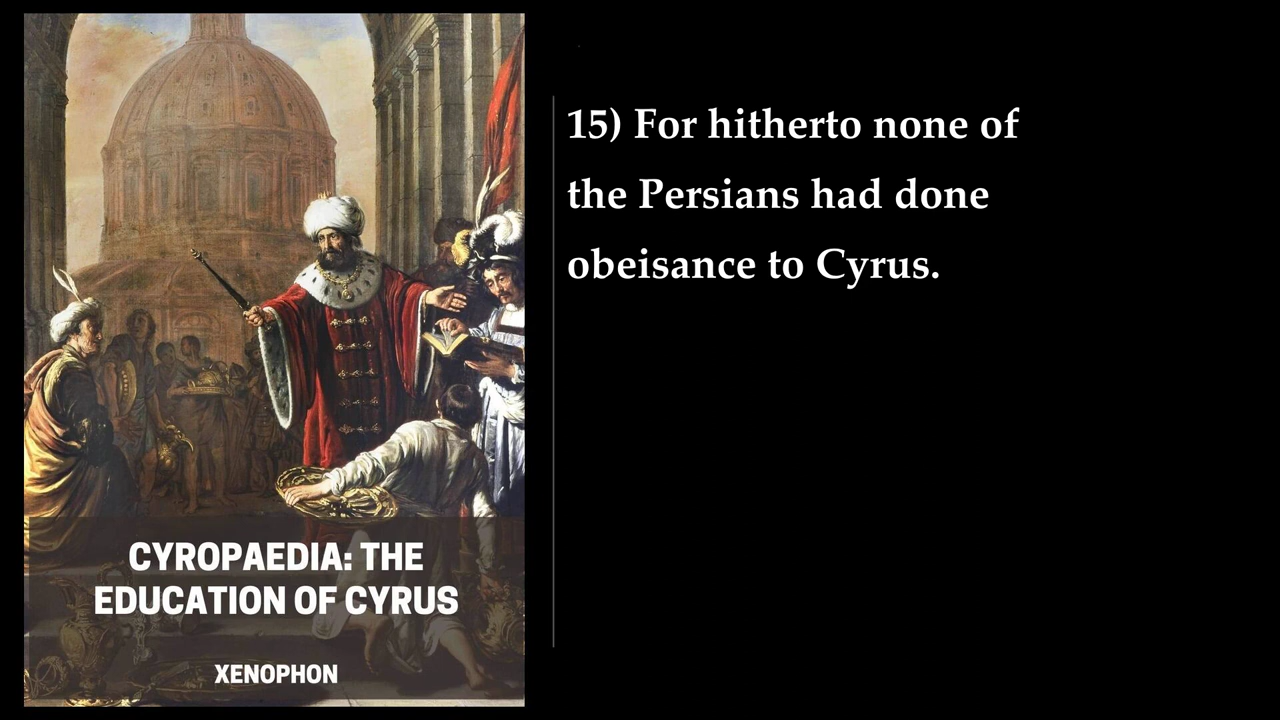 CYROPAEDIA: THE
EDUCATION OF CYRUS
XENOPHON
15) For hitherto none of
the Persians had done
obeisance to Cyrus.